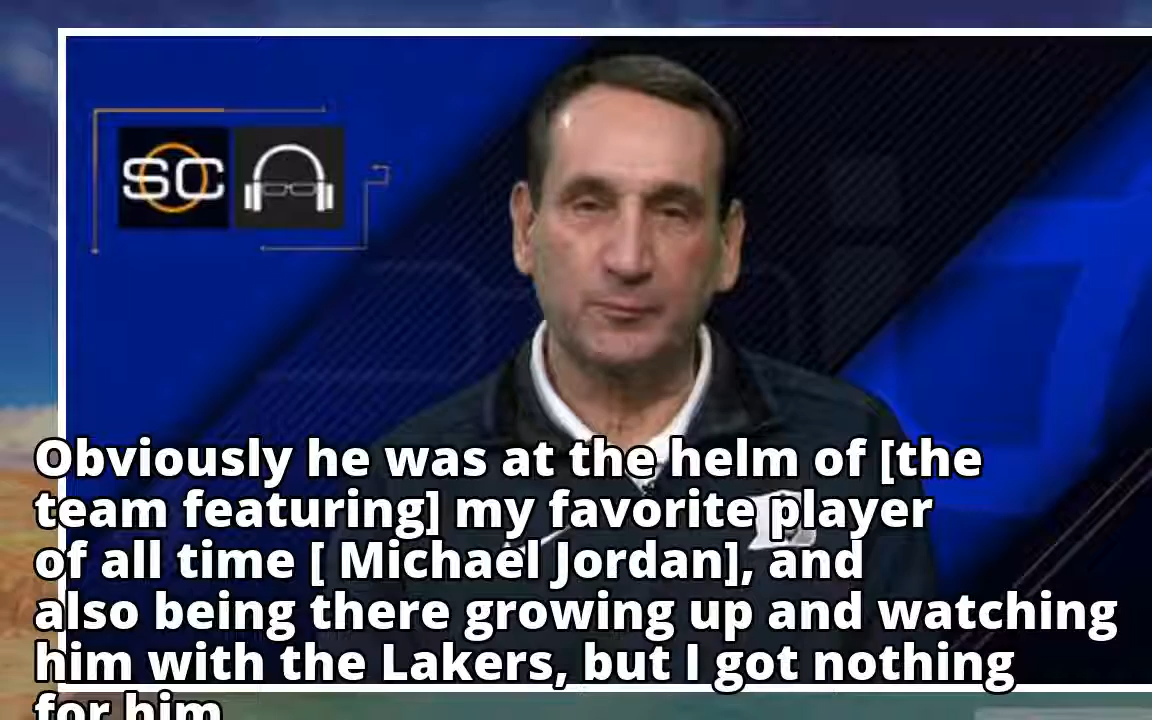 SC
Obviously he was at the helm of [the
team featuring] my favorite player
of all time [ Michael Jordan], and
also being there growing up and watching
him with the Lakers, but I got nothing
for him